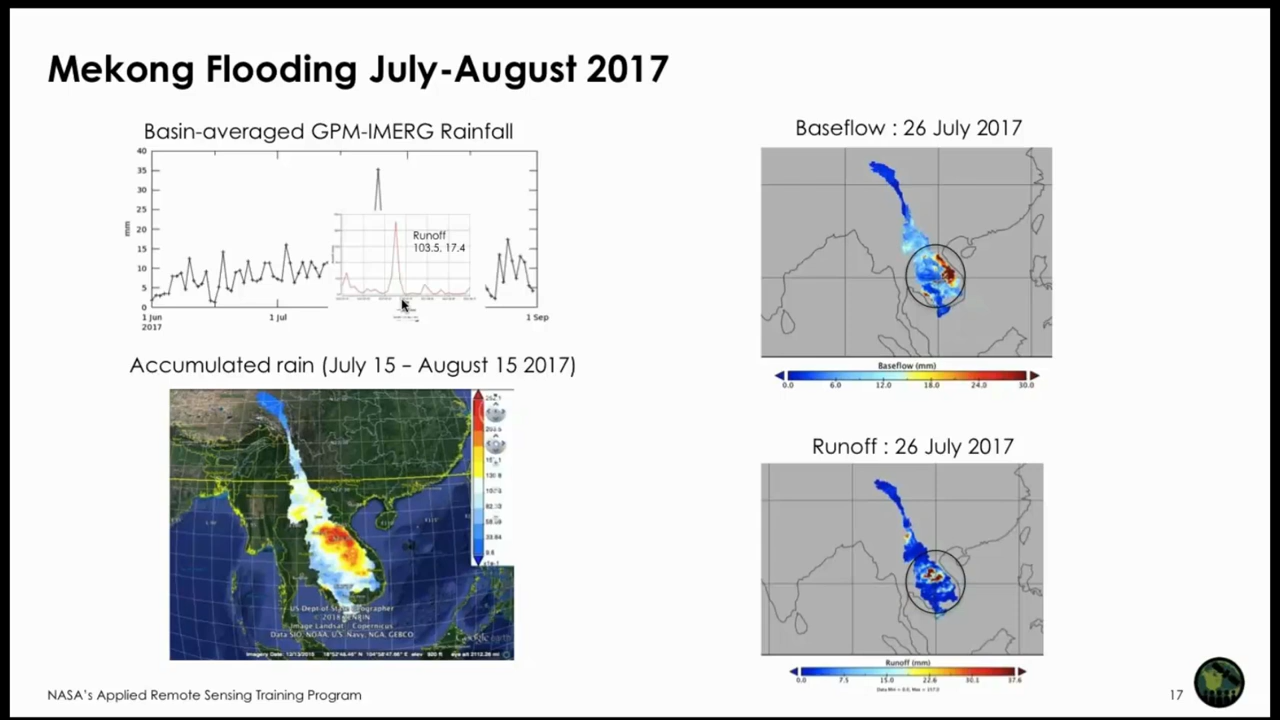 Mekong Flooding July-August 2017
Basin-averaged GPM-IMERG Rainfall
40
35
30
25
20
15
10
5
0
mm
Runoff
103.5, 17.4
1 Jun
2017
1 Jul
1 Sep
Accumulated rain (July 15 – August 15 2017)
US Dept of State Geographer
Image Landsat / Copernicus
Data SIO, NOAA, U.S. Navy, NGA, GEBCO
Google earth
Baseflow : 26 July 2017
Baseflow (mm)
0.0 6.0 12.0 18.0 24.0 30.0
Runoff : 26 July 2017
Runoff (mm)
0.0 7.5 15.0 22.6 30.1 37.6
NASA's Applied Remote Sensing Training Program
17